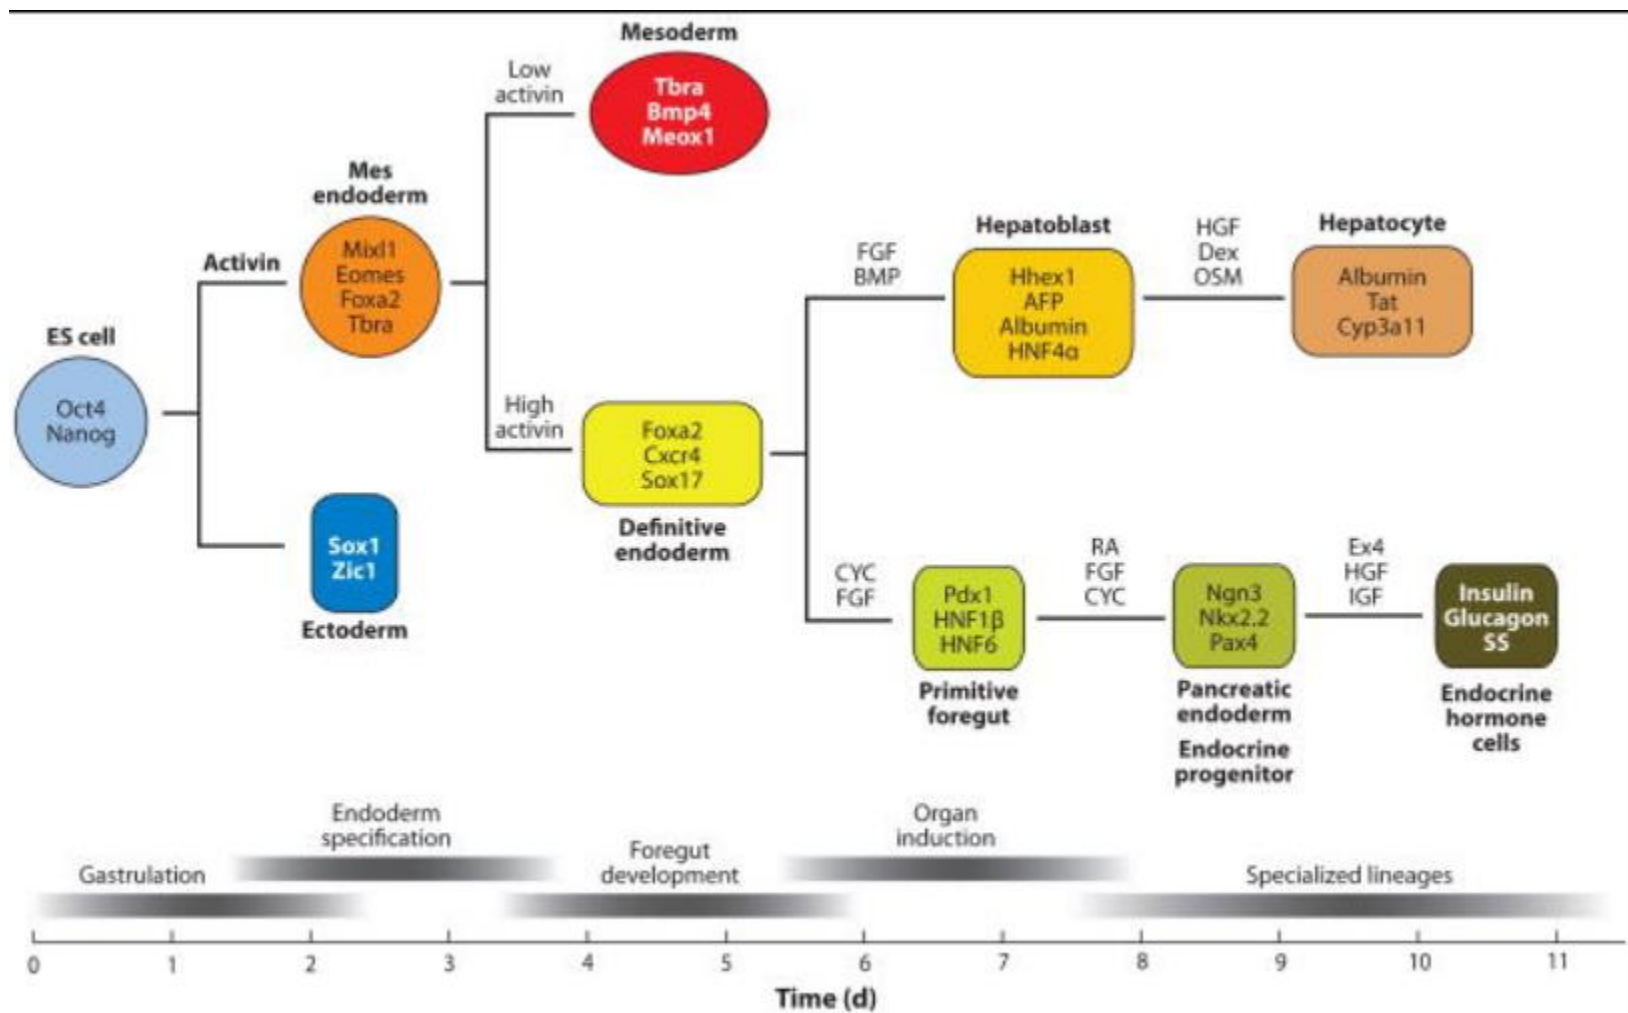 Mesoderm
Low
activin
Tbra
Bmp4
Meox1
Mes
endoderm
Activin
Mixl1
Eomes
Foxa2
Tbra
ES cell
Oct4
Nanog
Sox1
Zic1
Ectoderm
High
activin
Foxa2
Cxcr4
Sox17
Definitive
endoderm
FGF
BMP
Hepatoblast
Hhex1
AFP
Albumin
HNF4α
HGF
Dex
OSM
Hepatocyte
Albumin
Tat
Cyp3a11
CYC
FGF
Pdx1
HNF1β
HNF6
Primitive
foregut
RA
FGF
CYC
Ngn3
Nkx2.2
Pax4
Pancreatic
endoderm
Endocrine
progenitor
Ex4
HGF
IGF
Insulin
Glucagon
SS
Endocrine
hormone
cells
Gastrulation
Endoderm
specification
Foregut
development
Organ
induction
Specialized lineages
0 1 2 3 4 5 6 7 8 9 10 11
Time (d)